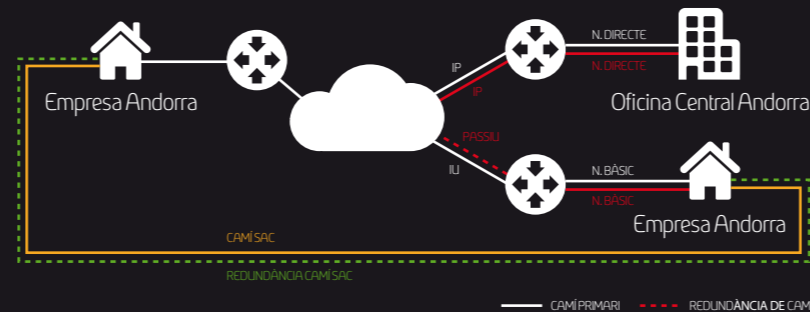 N. DIRECTE
IP
N. DIRECTE
IP
Empresa Andorra
Oficina Central Andorra
PASSIU
IU
N. BÀSIC
N. BÀSIC
Empresa Andorra
CAMÍ SAC
REDUNDÀNCIA CAMÍ SAC
CAMÍ PRIMARI
REDUNDÀNCIA DE CAM